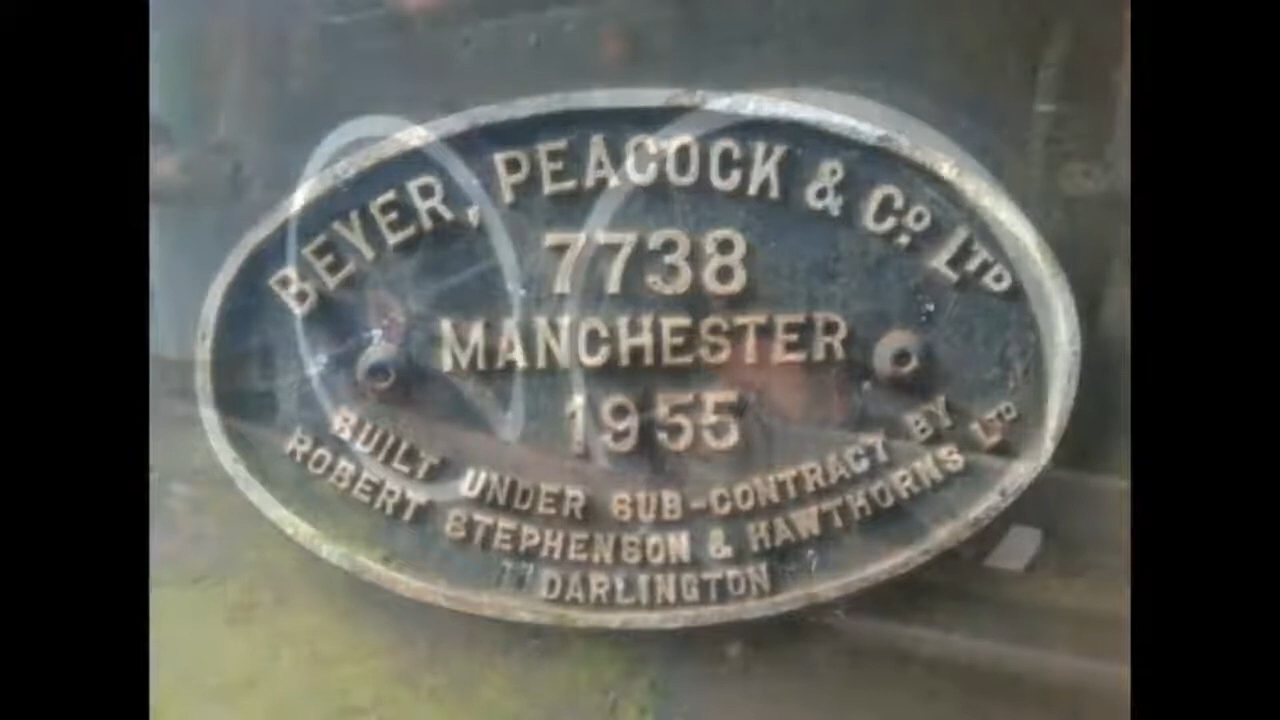 BEYER, PEACOCK & Cº LTD
7738
MANCHESTER
1955
BUILT UNDER SUB-CONTRACT BY
ROBERT STEPHENSON & HAWTHORNS LTD
DARLINGTON